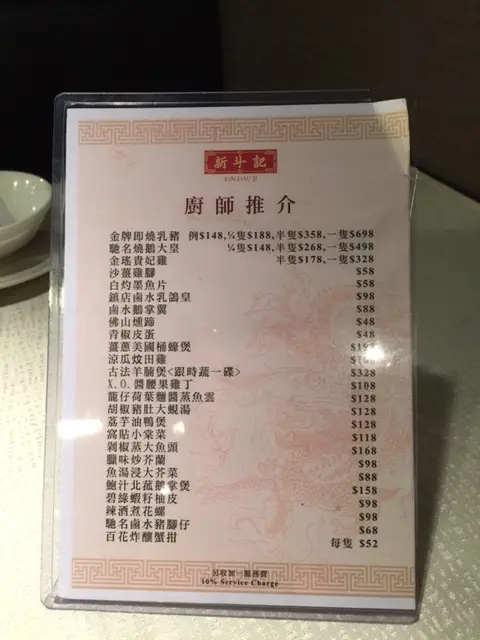 新斗記
XIN DAU JI
廚師推介
金牌即燒乳豬 例$148,¼隻$188,半隻$358,一隻$698
馳名燒鵝大皇 ¼隻$148,半隻$268,一隻$498
金瑤貴妃雞 半隻$178,一隻$328
沙薑雞腳 $58
白灼墨魚片 $58
鎮店鹵水乳鴿皇 $98
鹵水鵝掌翼 $88
佛山燻蹄 $48
青椒皮蛋 $48
薑蔥美國桶蠔煲
涼瓜炆田雞
古法羊腩煲<跟時蔬一碟> $328
X.O.醬腰果雞丁 $108
籠仔荷葉麵醬蒸魚雲 $128
胡椒豬肚大蜆湯 $128
荔芋油鴨煲 $128
窩貼小棠菜 $118
剁椒蒸大魚頭 $168
臘味炒芥蘭 $98
魚湯浸大芥菜 $88
鮑汁北菰鵝掌煲 $158
碧綠蝦籽柚皮 $98
辣酒煮花螺 $98
馳名鹵水豬腳仔 $68
百花炸釀蟹拑 每隻 $52
另收加一服務費
10% Service Charge